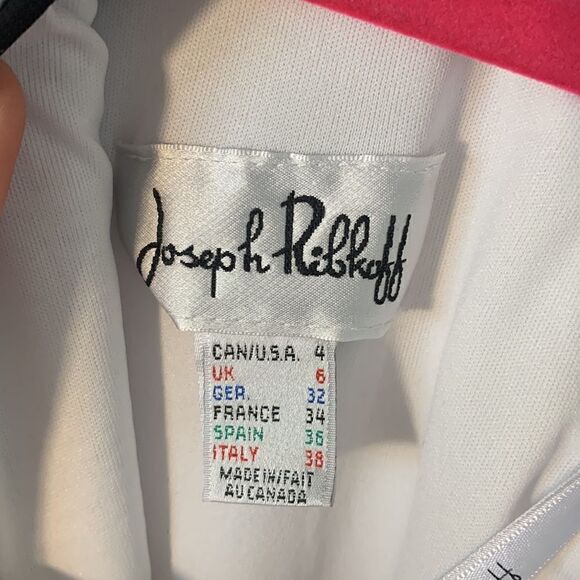 Joseph Ribkoff
CAN/U.S.A. 4
UK 6
GER. 32
FRANCE 34
SPAIN 36
ITALY 38
MADE IN/FAIT
AU CANADA